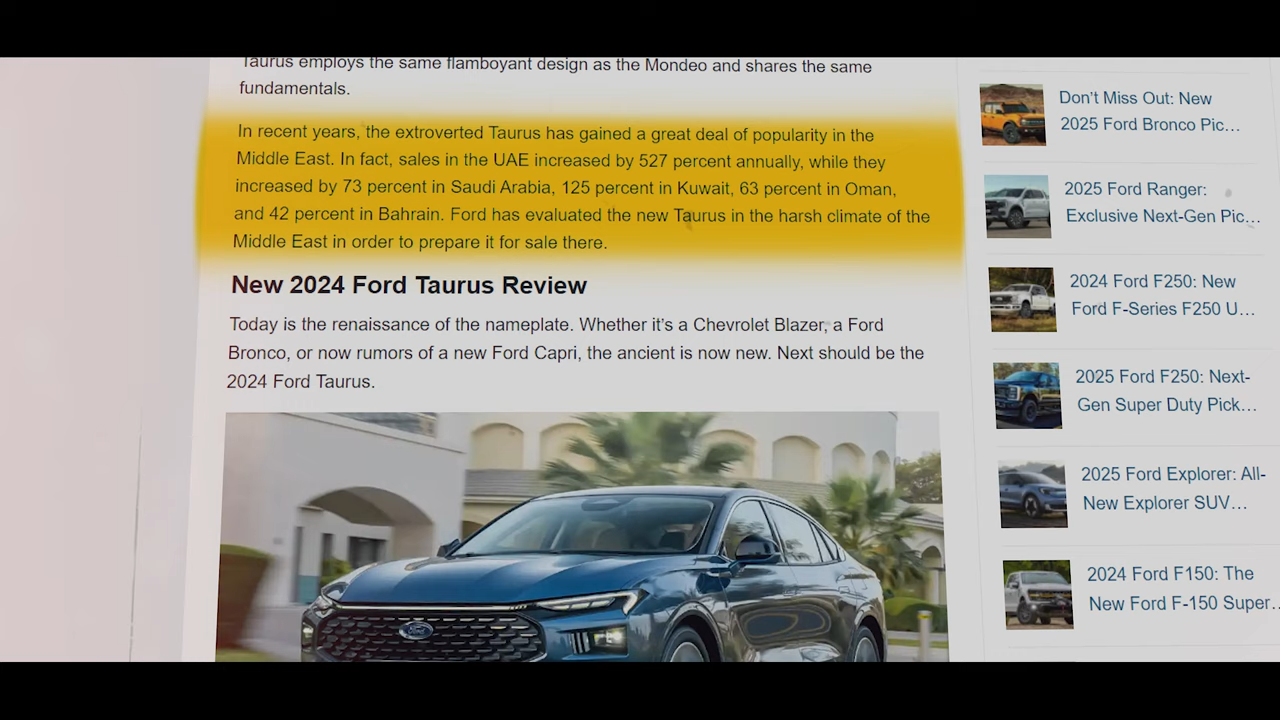 Taurus employs the same flamboyant design as the Mondeo and shares the same
fundamentals.
In recent years, the extroverted Taurus has gained a great deal of popularity in the
Middle East. In fact, sales in the UAE increased by 527 percent annually, while they
increased by 73 percent in Saudi Arabia, 125 percent in Kuwait, 63 percent in Oman,
and 42 percent in Bahrain. Ford has evaluated the new Taurus in the harsh climate of the
Middle East in order to prepare it for sale there.
New 2024 Ford Taurus Review
Today is the renaissance of the nameplate. Whether it's a Chevrolet Blazer, a Ford
Bronco, or now rumors of a new Ford Capri, the ancient is now new. Next should be the
2024 Ford Taurus.
Ford
Don't Miss Out: New
2025 Ford Bronco Pic...
2025 Ford Ranger:
Exclusive Next-Gen Pic...
2024 Ford F250: New
Ford F-Series F250 U...
2025 Ford F250: Next-
Gen Super Duty Pick...
2025 Ford Explorer: All-
New Explorer SUV...
2024 Ford F150: The
New Ford F-150 Super...